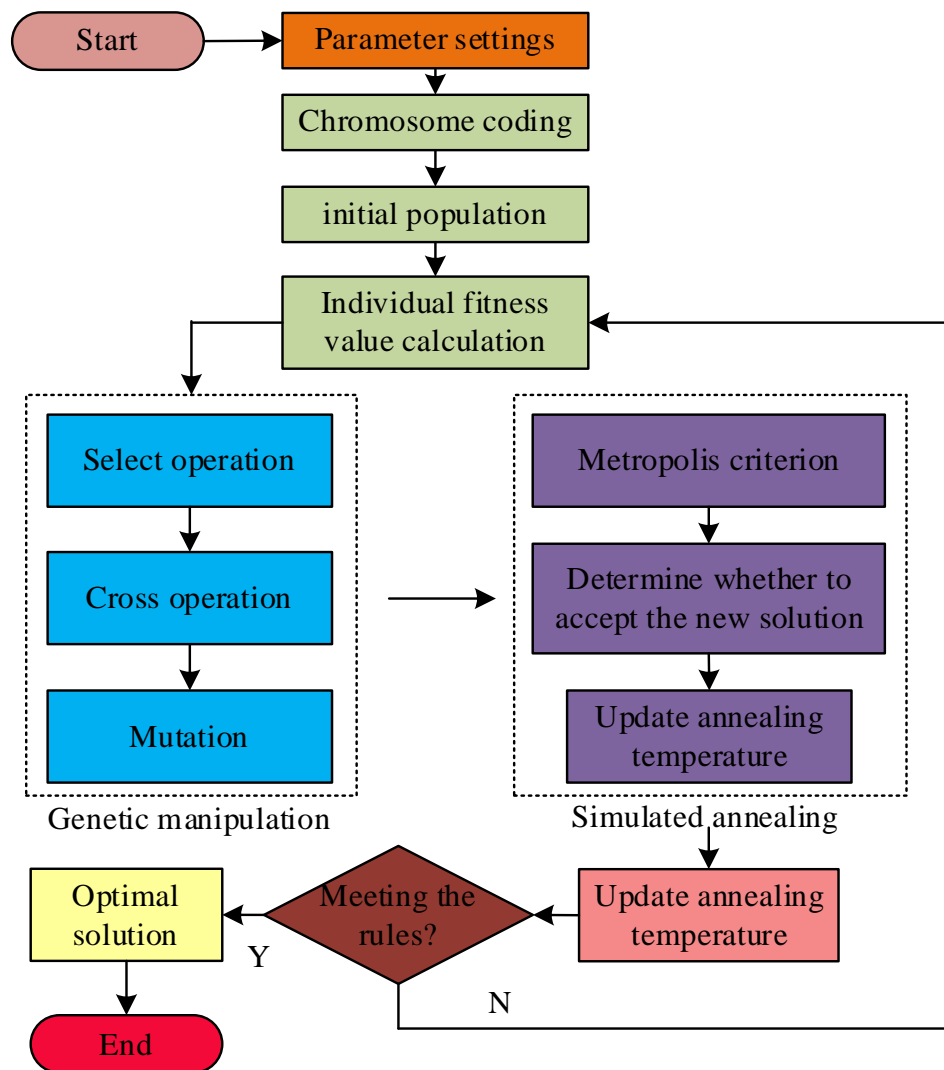 Start
Parameter settings
Chromosome coding
initial population
Individual fitness
value calculation
Select operation
Cross operation
Mutation
Genetic manipulation
Metropolis criterion
Determine whether to
accept the new solution
Update annealing
temperature
Simulated annealing
Update annealing
temperature
Meeting the
rules?
Y
N
Optimal
solution
End